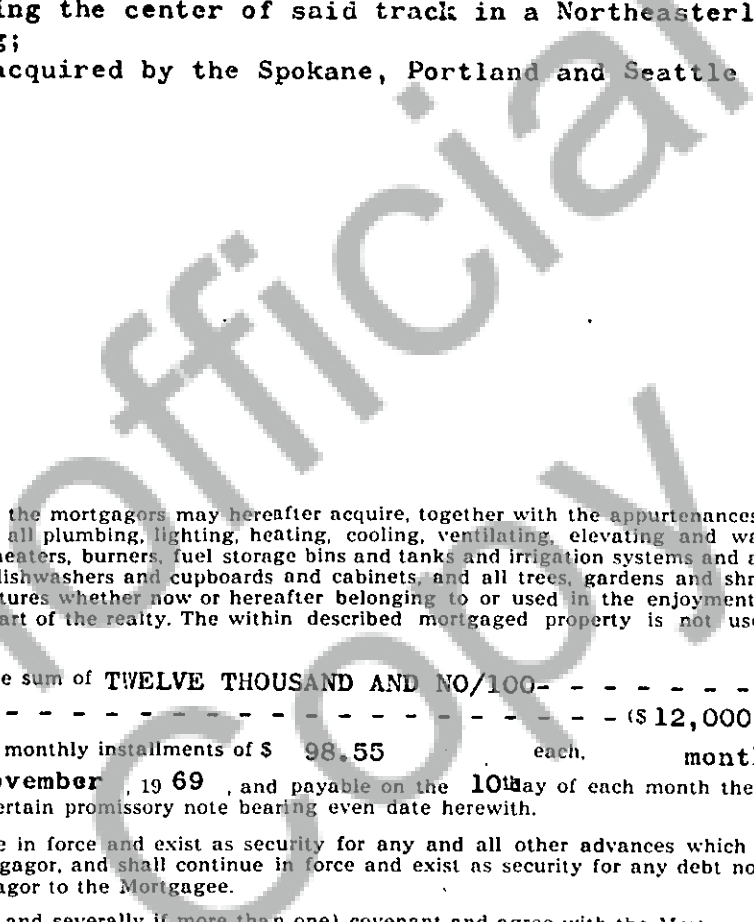 ing the center of said track in a Northeasterl
g;
acquired by the Spokane, Portland and Seattle
the mortgagors may hereafter acquire, together with the appurtenances
all plumbing, lighting, heating, cooling, ventilating, elevating and wa
heaters, burners, fuel storage bins and tanks and irrigation systems and a
dishwashers and cupboards and cabinets, and all trees, gardens and shr
tures whether now or hereafter belonging to or used in the enjoyment
art of the realty. The within described mortgaged property is not us
e sum of TWELVE THOUSAND AND NO/100- - - - - - -
- - - - - - - - - - - - - - - - - - - ($ 12,000
monthly installments of $ 98.55 each, mont
ovember , 19 69 , and payable on the 10th day of each month the
ertain promissory note bearing even date herewith.
e in force and exist as security for any and all other advances which
gagor, and shall continue in force and exist as security for any debt no
agor to the Mortgagee.
and severally if more than one) covenant and agree with the
official
Copy